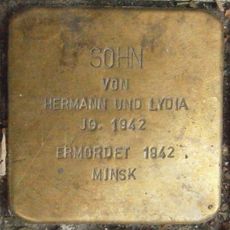 SOHN
VON
HERMANN UND LYDIA
JG. 1942
ERMORDET 1942
MINSK